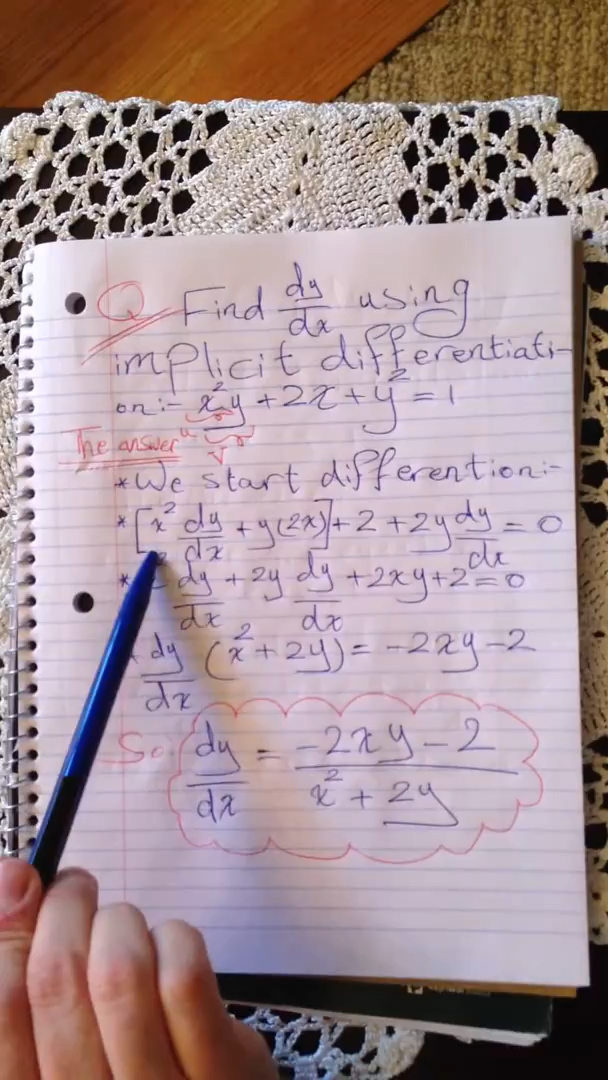 Q Find dy/dx using
implicit differentiati-
on:- x²y + 2x + y² = 1
The answer u v
*We start differention:-
*[x² dy/dx + y(2x)] + 2 + 2y dy/dx = 0
* dy/dx + 2y dy/dx + 2xy + 2 = 0
dy/dx (x² + 2y) = -2xy - 2
So dy/dx = (-2xy - 2)/(x² + 2y)